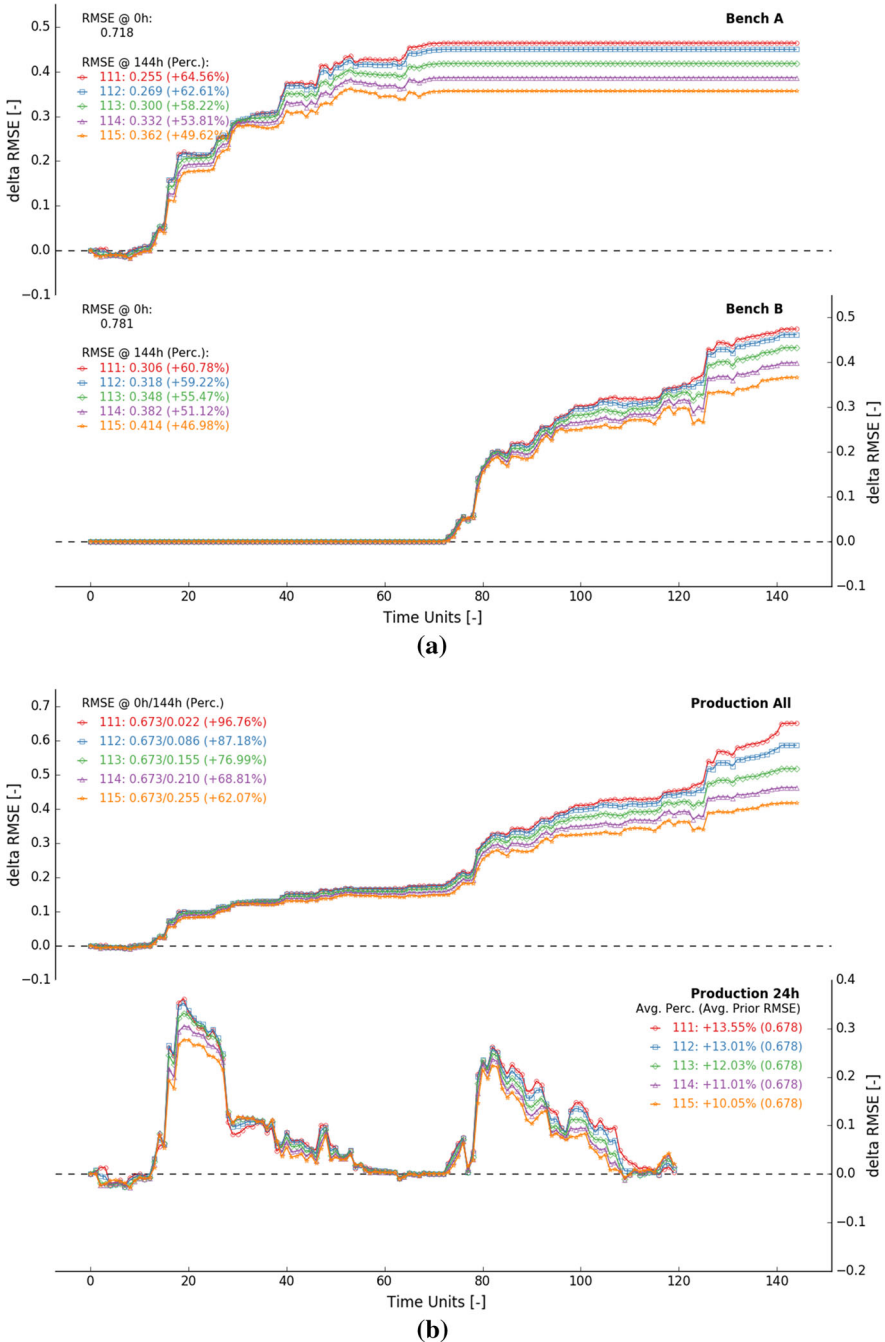 RMSE @ 0h:
0.718
Bench A
RMSE @ 144h (Perc.):
111: 0.255 (+64.56%)
112: 0.269 (+62.61%)
113: 0.300 (+58.22%)
114: 0.332 (+53.81%)
115: 0.362 (+49.62%)
delta RMSE [-]
0.5
0.4
0.3
0.2
0.1
0.0
−0.1
RMSE @ 0h:
0.781
Bench B
RMSE @ 144h (Perc.):
111: 0.306 (+60.78%)
112: 0.318 (+59.22%)
113: 0.348 (+55.47%)
114: 0.382 (+51.12%)
115: 0.414 (+46.98%)
0.5
0.4
0.3
0.2
0.1
0.0
−0.1
delta RMSE [-]
0 20 40 60 80 100 120 140
Time Units [-]
(a)
RMSE @ 0h/144h (Perc.)
Production All
111: 0.673/0.022 (+96.76%)
112: 0.673/0.086 (+87.18%)
113: 0.673/0.155 (+76.99%)
114: 0.673/0.210 (+68.81%)
115: 0.673/0.255 (+62.07%)
delta RMSE [-]
0.7
0.6
0.5
0.4
0.3
0.2
0.1
0.0
−0.1
Production 24h
Avg. Perc. (Avg. Prior RMSE)
111: +13.55% (0.678)
112: +13.01% (0.678)
113: +12.03% (0.678)
114: +11.01% (0.678)
115: +10.05% (0.678)
0.4
0.3
0.2
0.1
0.0
−0.1
−0.2
delta RMSE [-]
0 20 40 60 80 100 120 140
Time Units [-]
(b)